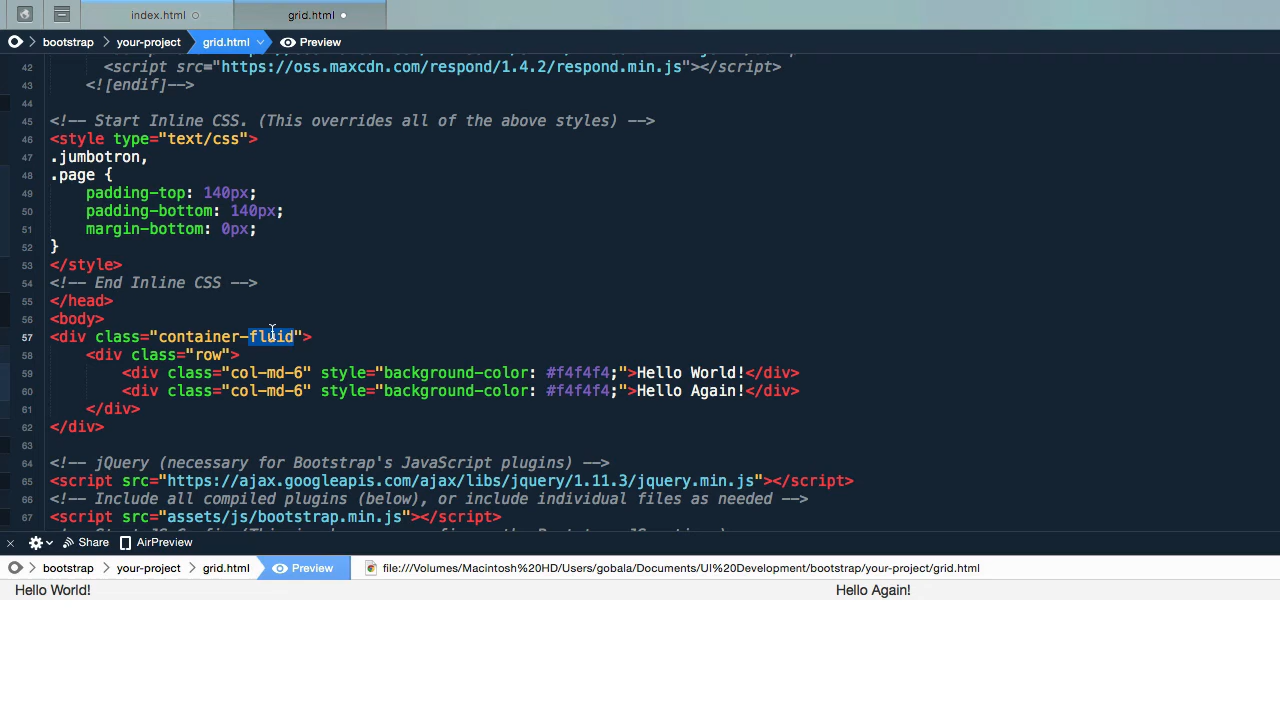 index.html
grid.html
bootstrap your-project grid.html Preview
42 <script src="https://oss.maxcdn.com/respond/1.4.2/respond.min.js"></script>
43 <![endif]-->
44
45 <!-- Start Inline CSS. (This overrides all of the above styles) -->
46 <style type="text/css">
47 .jumbotron,
48 .page {
49 padding-top: 140px;
50 padding-bottom: 140px;
51 margin-bottom: 0px;
52 }
53 </style>
54 <!-- End Inline CSS -->
55 </head>
56 <body>
57 <div class="container-fluid">
58 <div class="row">
59 <div class="col-md-6" style="background-color: #f4f4f4;">Hello World!</div>
60 <div class="col-md-6" style="background-color: #f4f4f4;">Hello Again!</div>
61 </div>
62 </div>
63
64 <!-- jQuery (necessary for Bootstrap's JavaScript plugins) -->
65 <script src="https://ajax.googleapis.com/ajax/libs/jquery/1.11.3/jquery.min.js"></script>
66 <!-- Include all compiled plugins (below), or include individual files as needed -->
67 <script src="assets/js/bootstrap.min.js"></script>
Share AirPreview
bootstrap your-project grid.html Preview file:///Volumes/Macintosh%20HD/Users/gobala/Documents/UI%20Development/bootstrap/your-project/grid.html
Hello World! Hello Again!